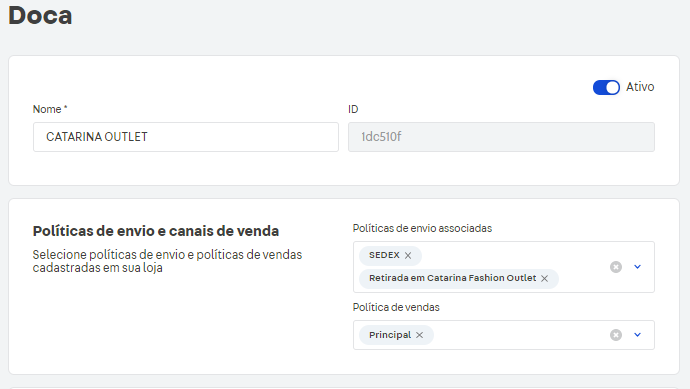 Doca
Ativo
Nome *
ID
CATARINA OUTLET
1dc510f
Políticas de envio e canais de venda
Selecione políticas de envio e políticas de vendas
cadastradas em sua loja
Políticas de envio associadas
SEDEX
Retirada em Catarina Fashion Outlet
Política de vendas
Principal